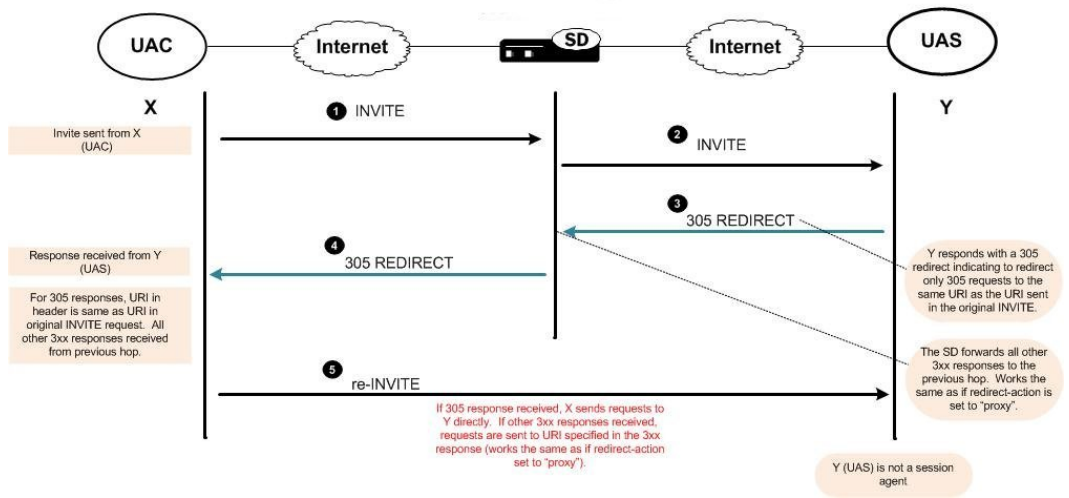 UAC
Internet
SD
Internet
UAS
X
Y
1 INVITE
Invite sent from X
(UAC)
2 INVITE
3 305 REDIRECT
4 305 REDIRECT
Response received from Y
(UAS)
Y responds with a 305
redirect indicating to redirect
only 305 requests to the
same URI as the URI sent
in the original INVITE.
For 305 responses, URI in
header is same as URI in
original INVITE request. All
other 3xx responses received
from previous hop.
The SD forwards all other
3xx responses to the
previous hop. Works the
same as if redirect-action is
set to “proxy”.
5 re-INVITE
If 305 response received, X sends requests to
Y directly. If other 3xx responses received,
requests are sent to URI specified in the 3xx
response (works the same as if redirect-action
set to “proxy”).
Y (UAS) is not a session
agent